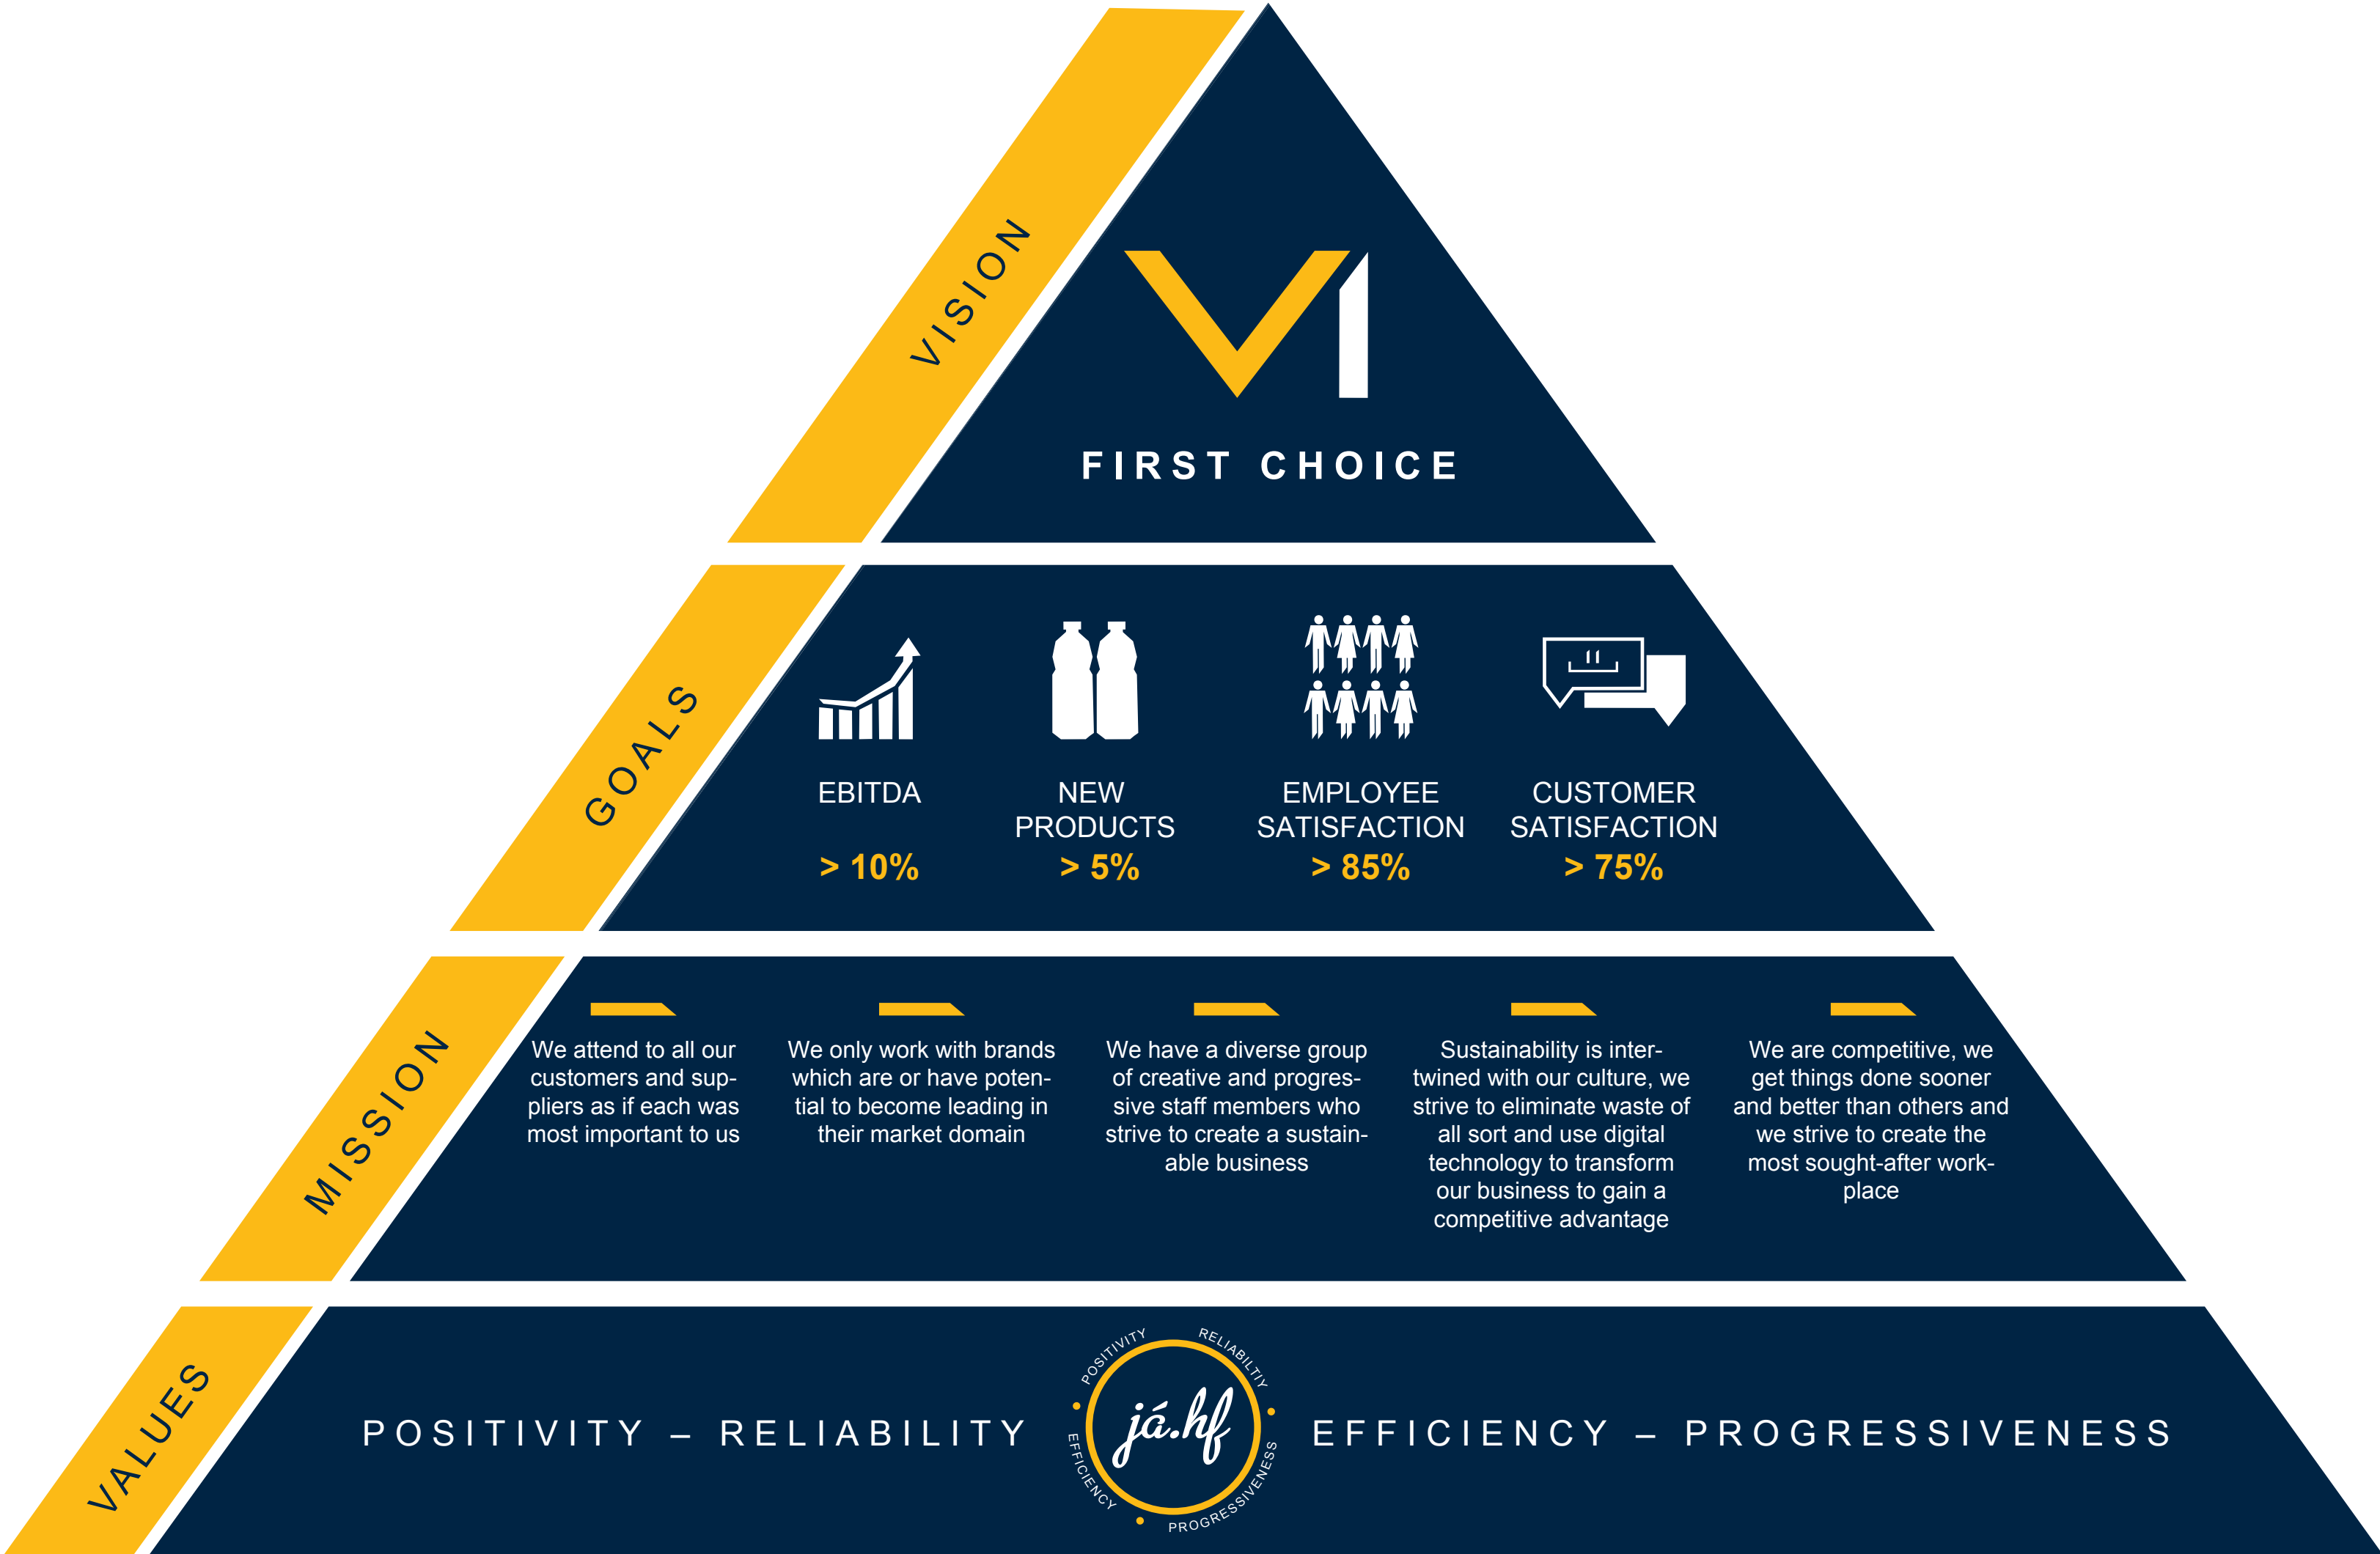 VISION
V1
FIRST CHOICE
GOALS
EBITDA
> 10%
NEW
PRODUCTS
> 5%
EMPLOYEE
SATISFACTION
> 85%
CUSTOMER
SATISFACTION
> 75%
MISSION
We attend to all our
customers and sup-
pliers as if each was
most important to us
We only work with brands
which are or have poten-
tial to become leading in
their market domain
We have a diverse group
of creative and progres-
sive staff members who
strive to create a sustain-
able business
Sustainability is inter-
twined with our culture, we
strive to eliminate waste of
all sort and use digital
technology to transform
our business to gain a
competitive advantage
We are competitive, we
get things done sooner
and better than others and
we strive to create the
most sought-after work-
place
VALUES
POSITIVITY – RELIABILITY
POSITIVITY
RELIABILTIY
já.hf
EFFICIENCY
PROGRESSIVENESS
EFFICIENCY – PROGRESSIVENESS